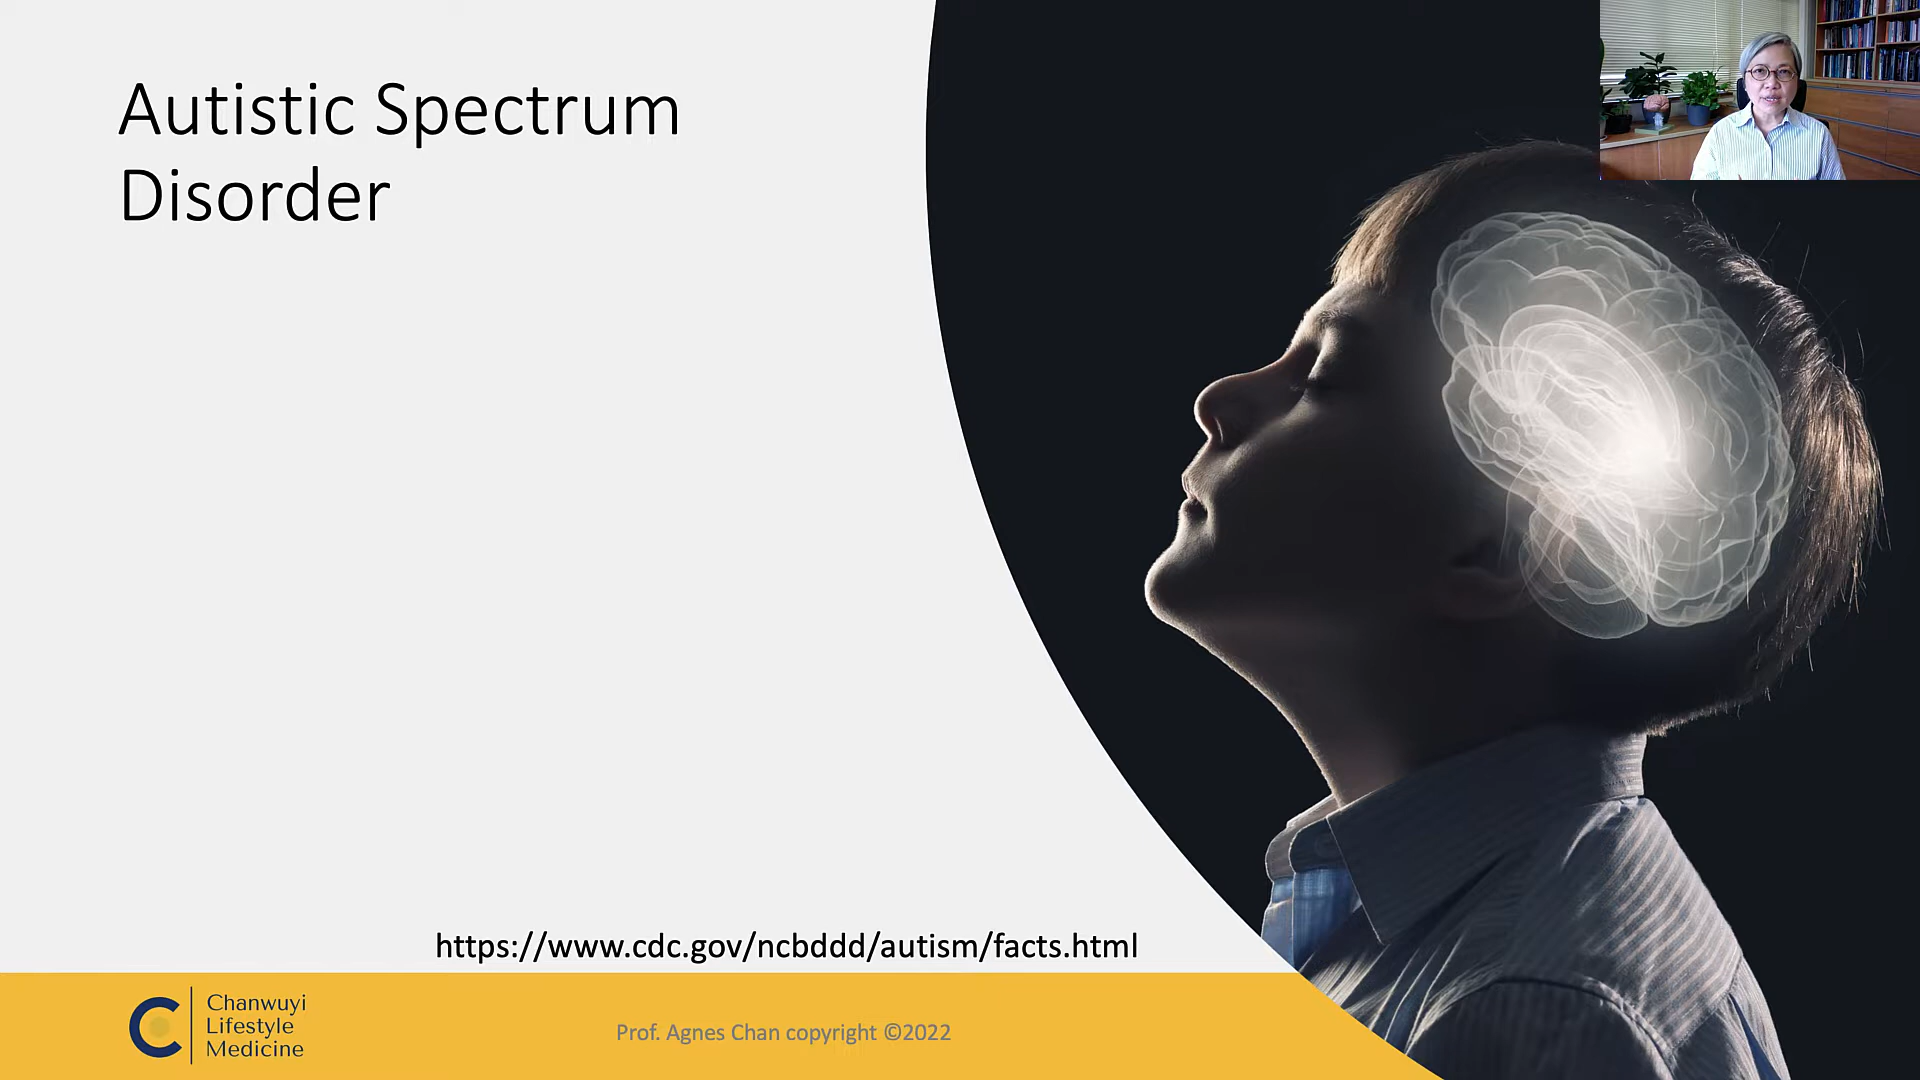 Autistic Spectrum
Disorder
https://www.cdc.gov/ncbddd/autism/facts.html
Chanwuyi
Lifestyle
Medicine
Prof. Agnes Chan copyright ©2022